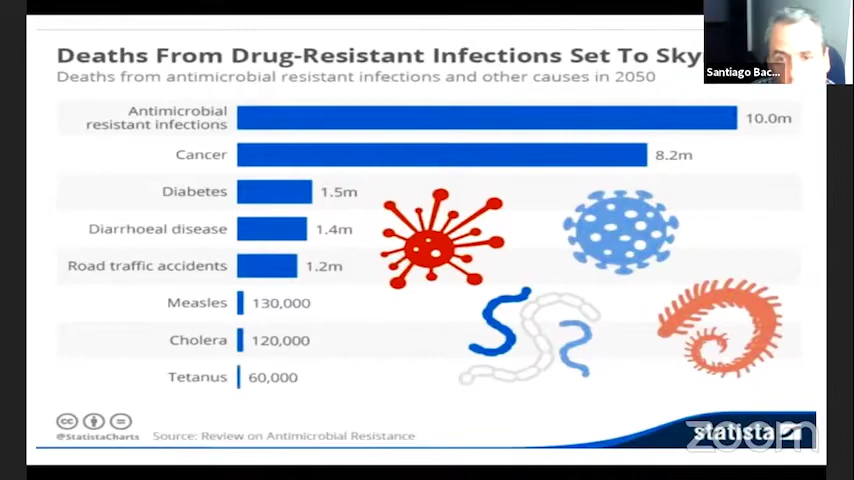 Deaths From Drug-Resistant Infections Set To Sky
Deaths from antimicrobial resistant infections and other causes in 2050
Santiago Bac...
Antimicrobial
resistant infections
10.0m
Cancer
8.2m
Diabetes
1.5m
Diarrhoeal disease
1.4m
Road traffic accidents
1.2m
Measles
130,000
Cholera
120,000
Tetanus
60,000
cc
@StatistaCharts
Source: Review on Antimicrobial Resistance
statista
zoom